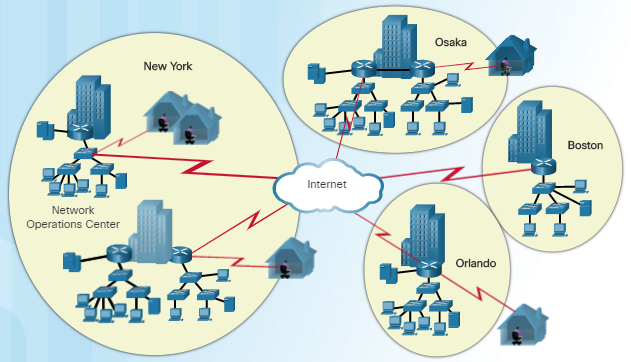 New York
Osaka
Boston
Internet
Network
Operations Center
Orlando